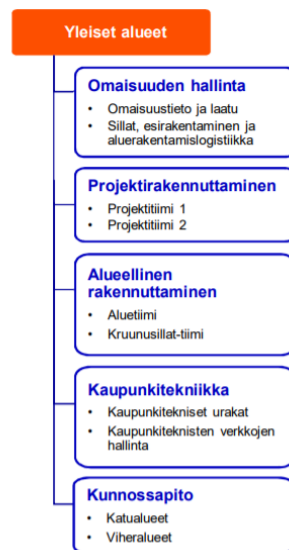 Yleiset alueet
Omaisuuden hallinta
• Omaisuustieto ja laatu
• Sillat, esirakentaminen ja
aluerakentamislogistiikka
Projektirakennuttaminen
• Projektitiimi 1
• Projektitiimi 2
Alueellinen
rakennuttaminen
• Aluetiimi
• Kruunusillat-tiimi
Kaupunkitekniikka
• Kaupunkitekniset urakat
• Kaupunkiteknisten verkkojen
hallinta
Kunnossapito
• Katualueet
• Viheralueet